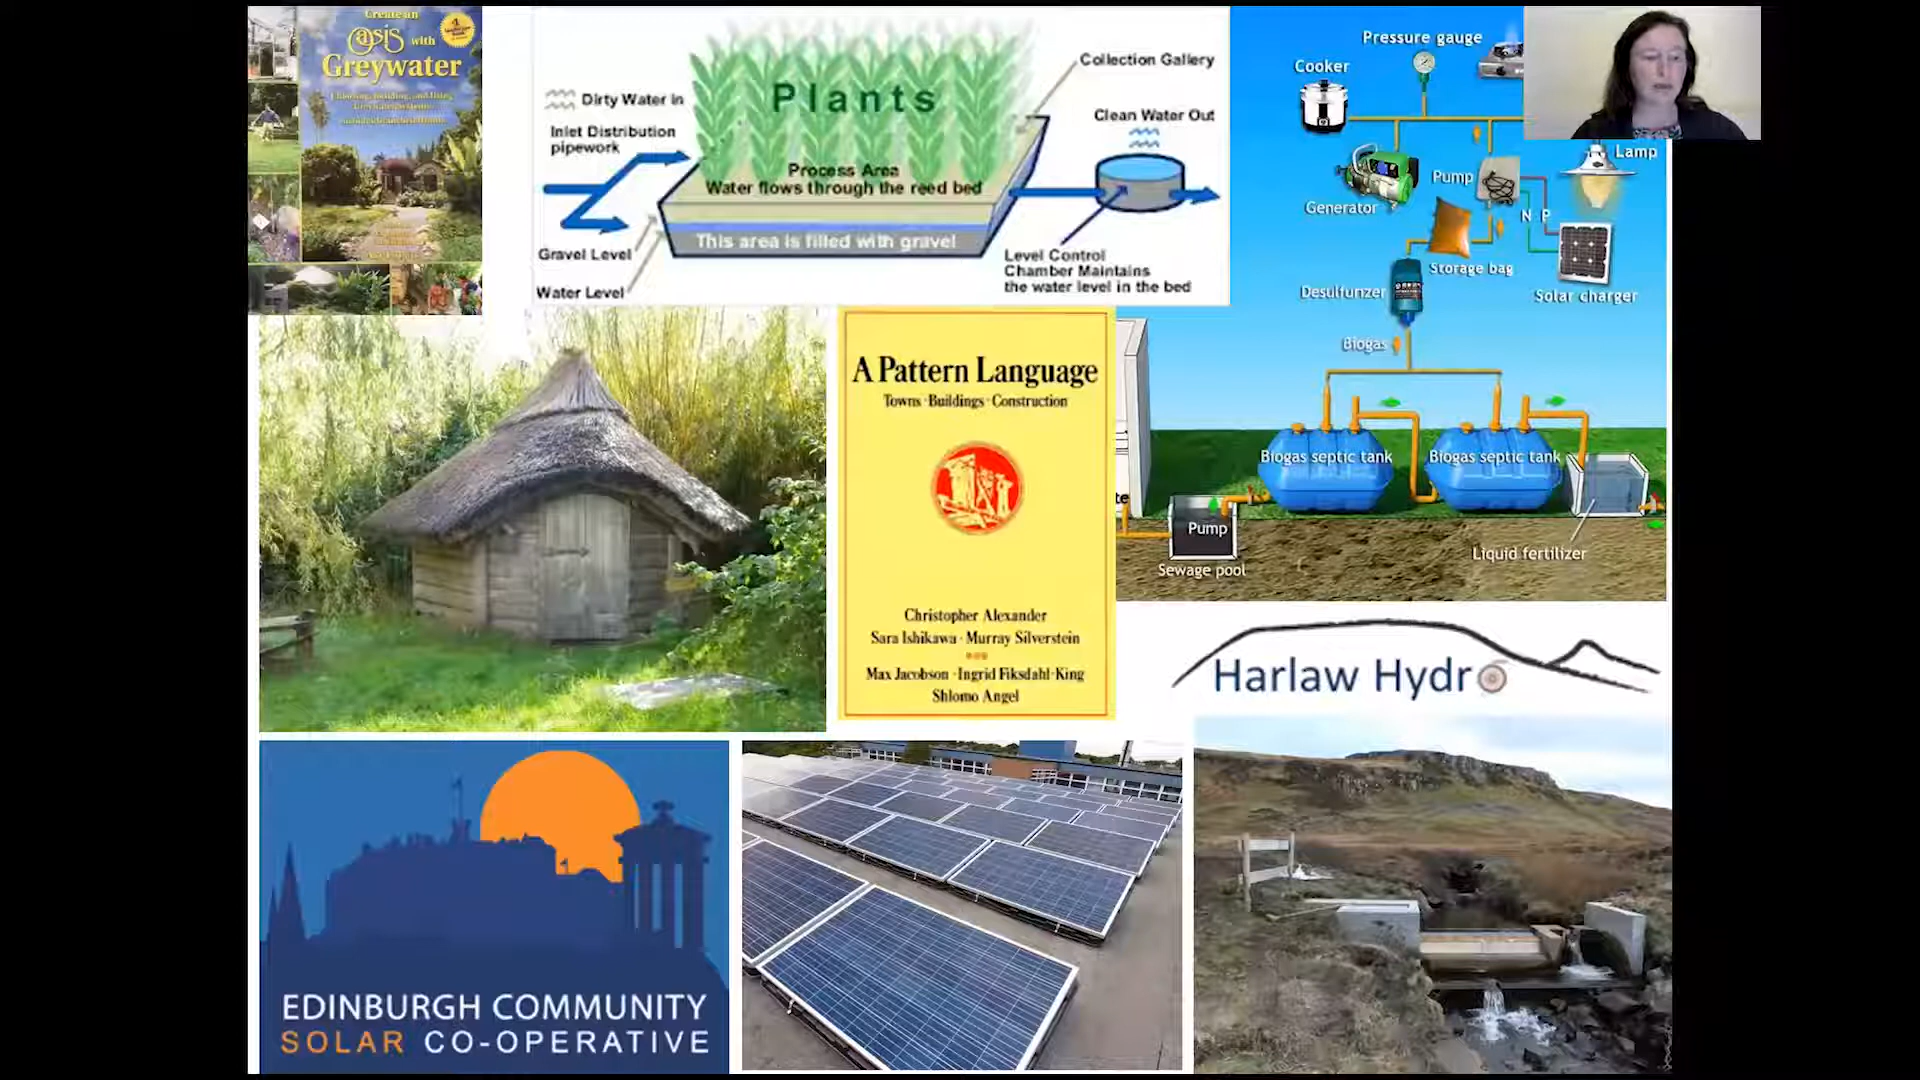 Create an
Oasis with
Greywater
Plants
Dirty Water in
Inlet Distribution
pipework
Process Area
Water flows through the reed bed
This area is filled with gravel
Gravel Level
Water Level
Collection Gallery
Clean Water Out
Level Control
Chamber Maintains
the water level in the bed
Pressure gauge
Cooker
Generator
Pump
Lamp
N P
Storage bag
Solar charger
Desulfurizer
Biogas
Biogas septic tank
Biogas septic tank
te
Pump
Sewage pool
Liquid fertilizer
A Pattern Language
Towns · Buildings · Construction
Christopher Alexander
Sara Ishikawa · Murray Silverstein
Max Jacobson · Ingrid Fiksdahl-King
Shlomo Angel
Harlaw Hydro
EDINBURGH COMMUNITY
SOLAR CO-OPERATIVE